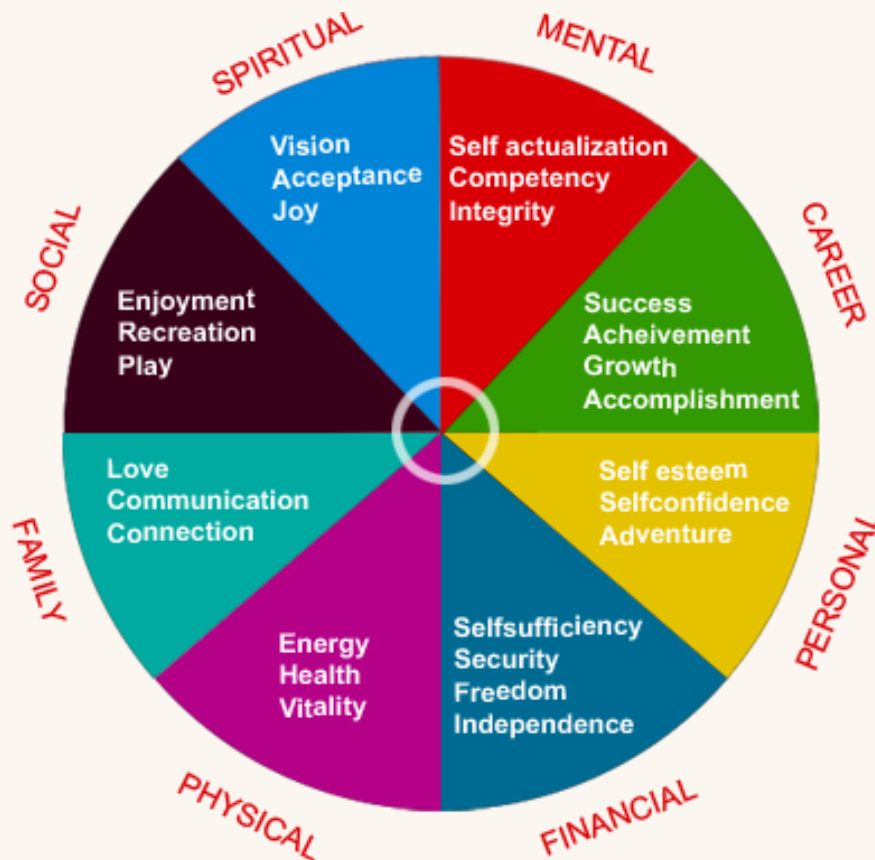 SPIRITUAL
MENTAL
Vision
Acceptance
Joy
Self actualization
Competency
Integrity
SOCIAL
CAREER
Enjoyment
Recreation
Play
Success
Acheivement
Growth
Accomplishment
Love
Communication
Connection
Self esteem
Selfconfidence
Adventure
FAMILY
PERSONAL
Energy
Health
Vitality
Selfsufficiency
Security
Freedom
Independence
PHYSICAL
FINANCIAL